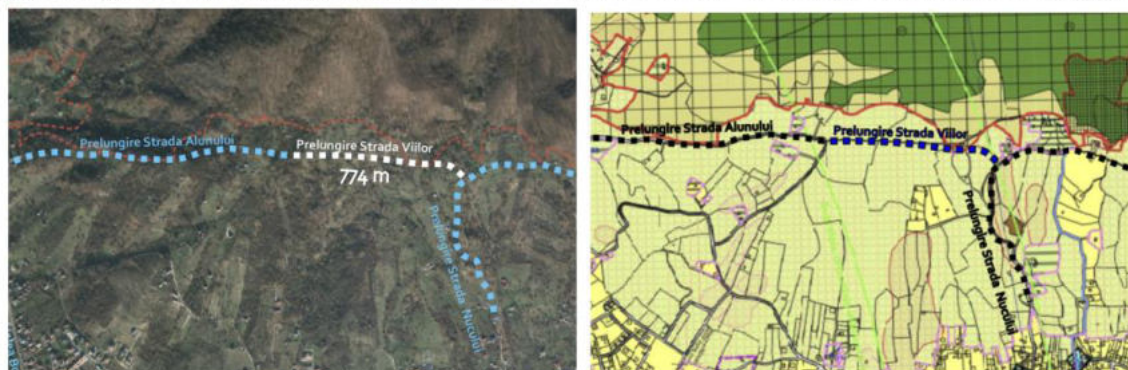 Prelungire Strada Alunului
Prelungire Strada Viilor
774 m
Prelungire Strada Nucului
Prelungire Strada Alunului
Prelungire Strada Viilor
Prelungire Strada Nucului